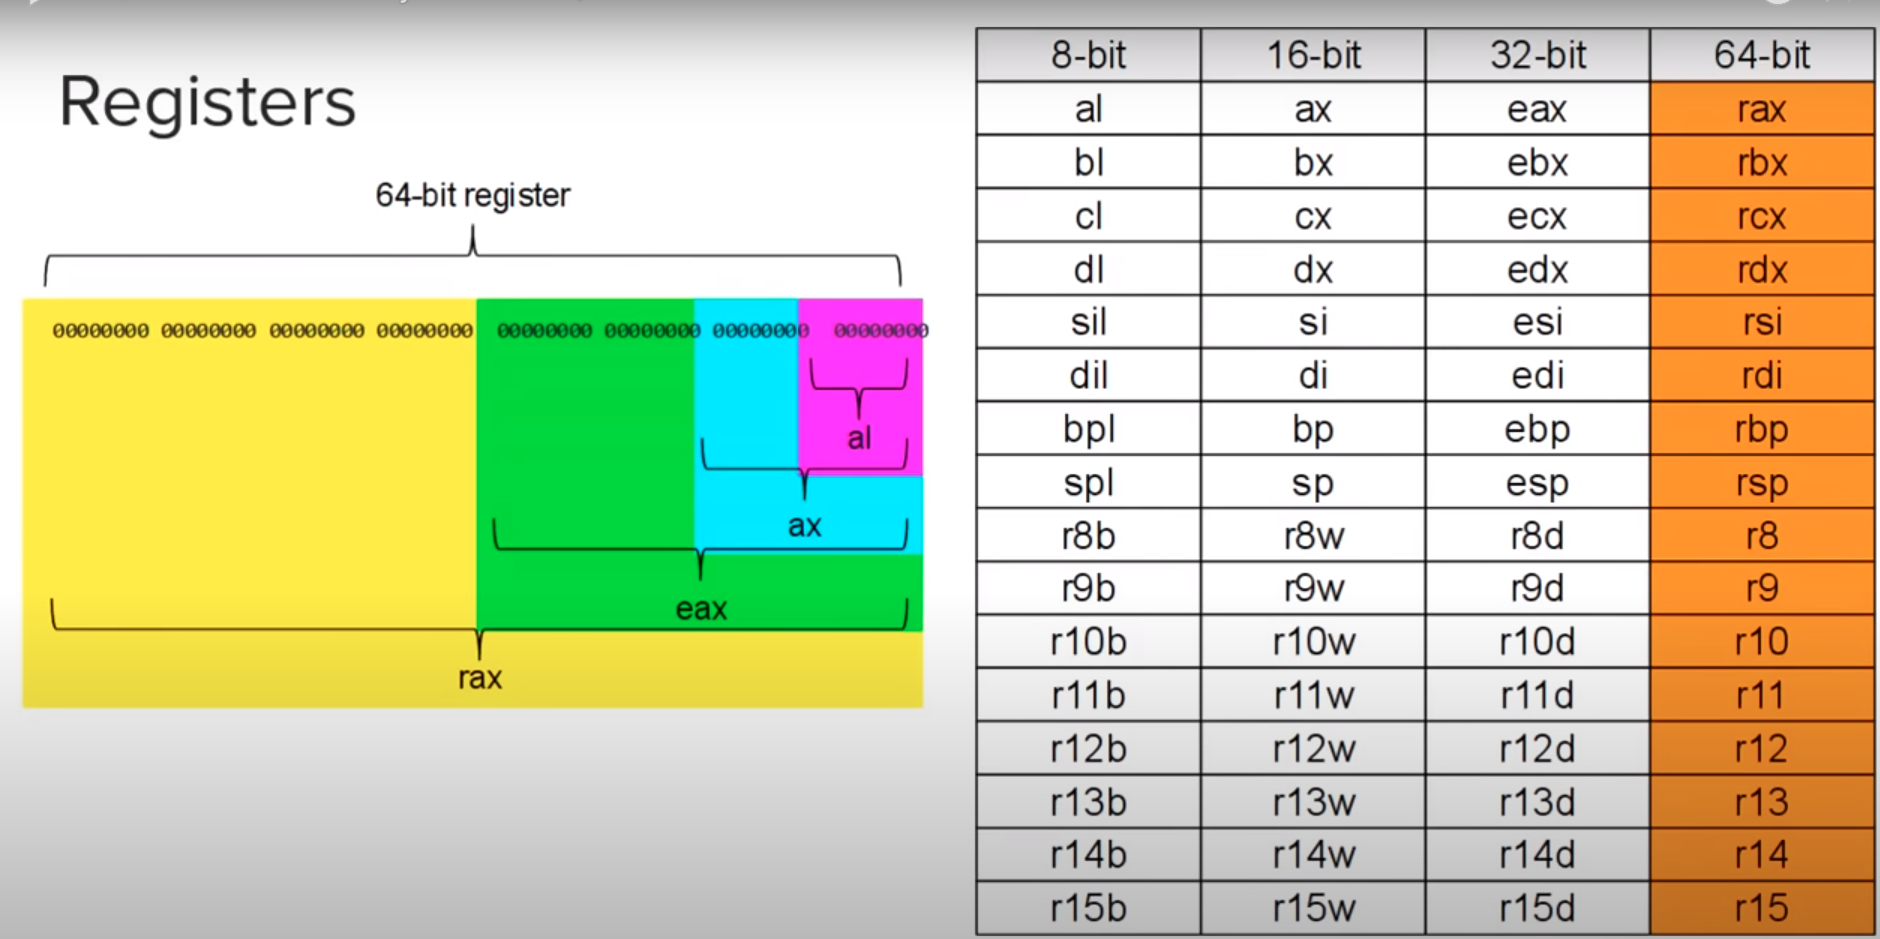 Registers
64-bit register
00000000 00000000 00000000 00000000 00000000 00000000 00000000 00000000
al
ax
eax
rax
8-bit 16-bit 32-bit 64-bit
al ax eax rax
bl bx ebx rbx
cl cx ecx rcx
dl dx edx rdx
sil si esi rsi
dil di edi rdi
bpl bp ebp rbp
spl sp esp rsp
r8b r8w r8d r8
r9b r9w r9d r9
r10b r10w r10d r10
r11b r11w r11d r11
r12b r12w r12d r12
r13b r13w r13d r13
r14b r14w r14d r14
r15b r15w r15d r15